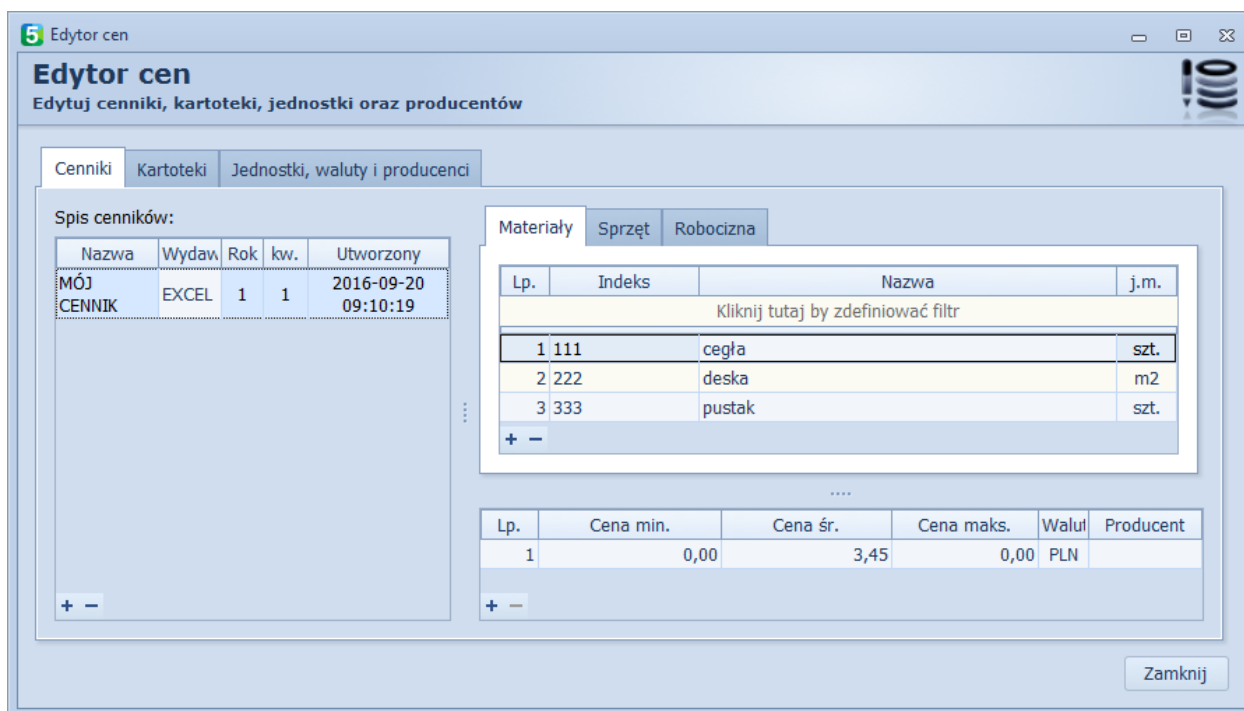 5 Edytor cen
Edytor cen
Edytuj cenniki, kartoteki, jednostki oraz producentów
Cenniki Kartoteki Jednostki, waluty i producenci
Spis cenników:
Nazwa Wydaw Rok kw. Utworzony
MÓJ CENNIK EXCEL 1 1 2016-09-20 09:10:19
Materiały Sprzęt Robocizna
Lp. Indeks Nazwa j.m.
Kliknij tutaj by zdefiniować filtr
1 111 cegła szt.
2 222 deska m2
3 333 pustak szt.
+ −
Lp. Cena min. Cena śr. Cena maks. Walut Producent
1 0,00 3,45 0,00 PLN
+ −
+ −
Zamknij